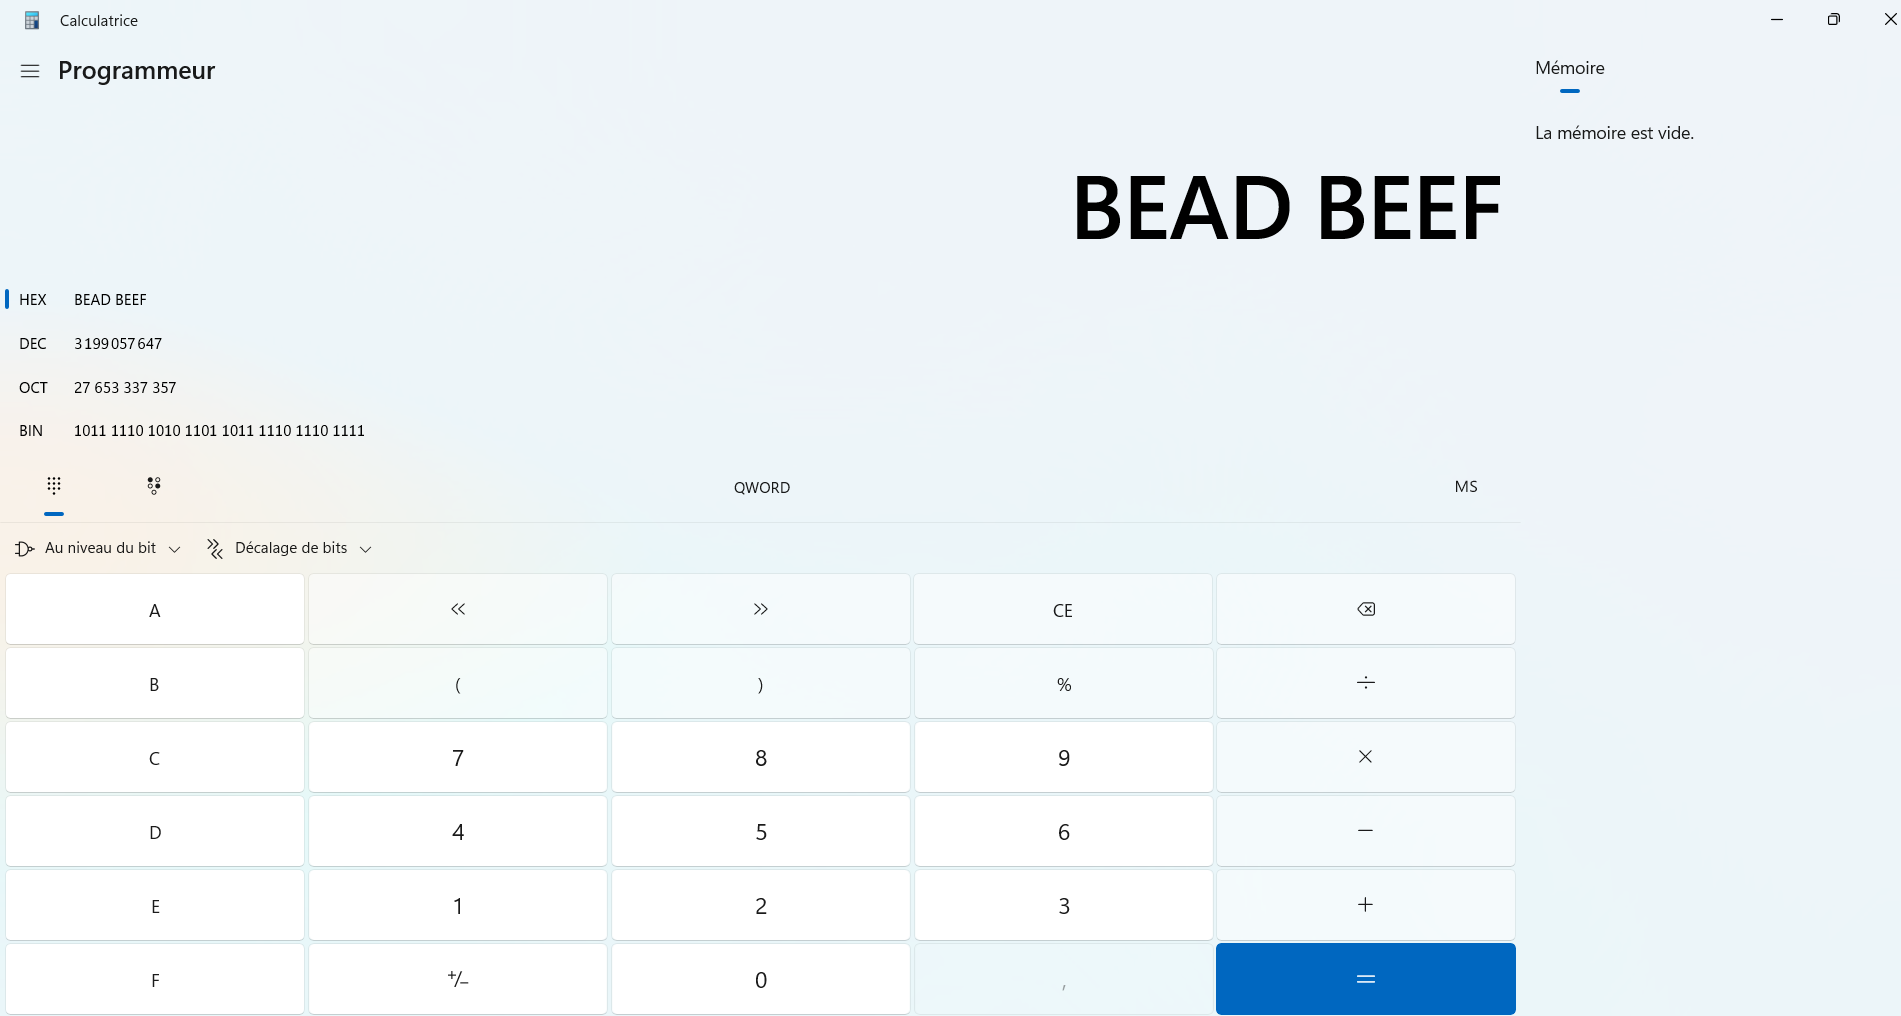 Calculatrice
Programmeur
Mémoire
La mémoire est vide.
BEAD BEEF
HEX BEAD BEEF
DEC 3 199 057 647
OCT 27 653 337 357
BIN 1011 1110 1010 1101 1011 1110 1110 1111
QWORD MS
Au niveau du bit Décalage de bits
A « » CE
B ( ) % ÷
C 7 8 9 ×
D 4 5 6 −
E 1 2 3 +
F +/− 0 , =